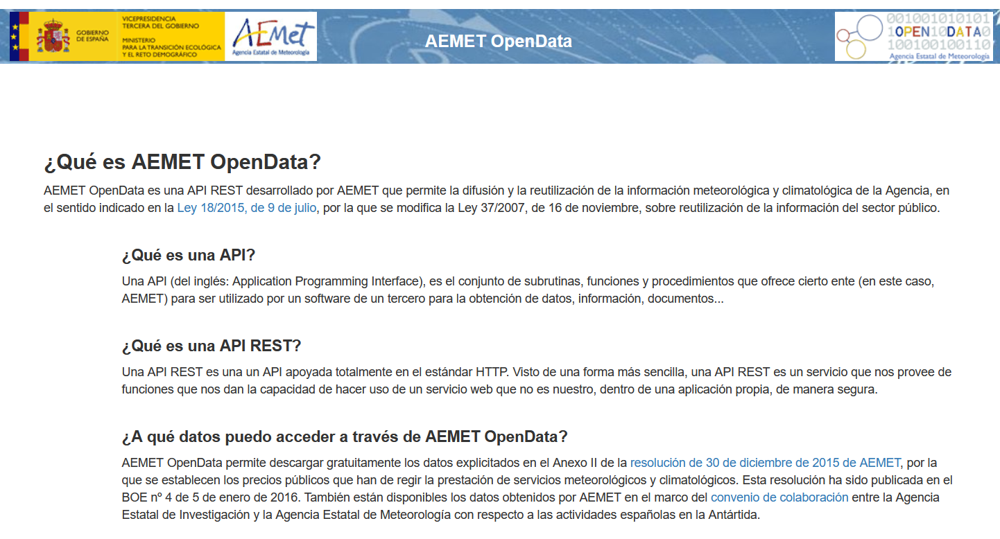 GOBIERNO
DE ESPAÑA
VICEPRESIDENCIA
TERCERA DEL GOBIERNO
MINISTERIO
PARA LA TRANSICIÓN ECOLÓGICA
Y EL RETO DEMOGRÁFICO
AEMet
Agencia Estatal de Meteorología
AEMET OpenData
001001010101
1OPEN10DATA0
100100100110
Agencia Estatal de Meteorología
¿Qué es AEMET OpenData?
AEMET OpenData es una API REST desarrollado por AEMET que permite la difusión y la reutilización de la información meteorológica y climatológica de la Agencia, en
el sentido indicado en la Ley 18/2015, de 9 de julio, por la que se modifica la Ley 37/2007, de 16 de noviembre, sobre reutilización de la información del sector público.
¿Qué es una API?
Una API (del inglés: Application Programming Interface), es el conjunto de subrutinas, funciones y procedimientos que ofrece cierto ente (en este caso,
AEMET) para ser utilizado por un software de un tercero para la obtención de datos, información, documentos...
¿Qué es una API REST?
Una API REST es una un API apoyada totalmente en el estándar HTTP. Visto de una forma más sencilla, una API REST es un servicio que nos provee de
funciones que nos dan la capacidad de hacer uso de un servicio web que no es nuestro, dentro de una aplicación propia, de manera segura.
¿A qué datos puedo acceder a través de AEMET OpenData?
AEMET OpenData permite descargar gratuitamente los datos explicitados en el Anexo II de la resolución de 30 de diciembre de 2015 de AEMET, por la
que se establecen los precios públicos que han de regir la prestación de servicios meteorológicos y climatológicos. Esta resolución ha sido publicada en el
BOE nº 4 de 5 de enero de 2016. También están disponibles los datos obtenidos por AEMET en el marco del convenio de colaboración entre la Agencia
Estatal de Investigación y la Agencia Estatal de Meteorología con respecto a las actividades españolas en la Antártida.